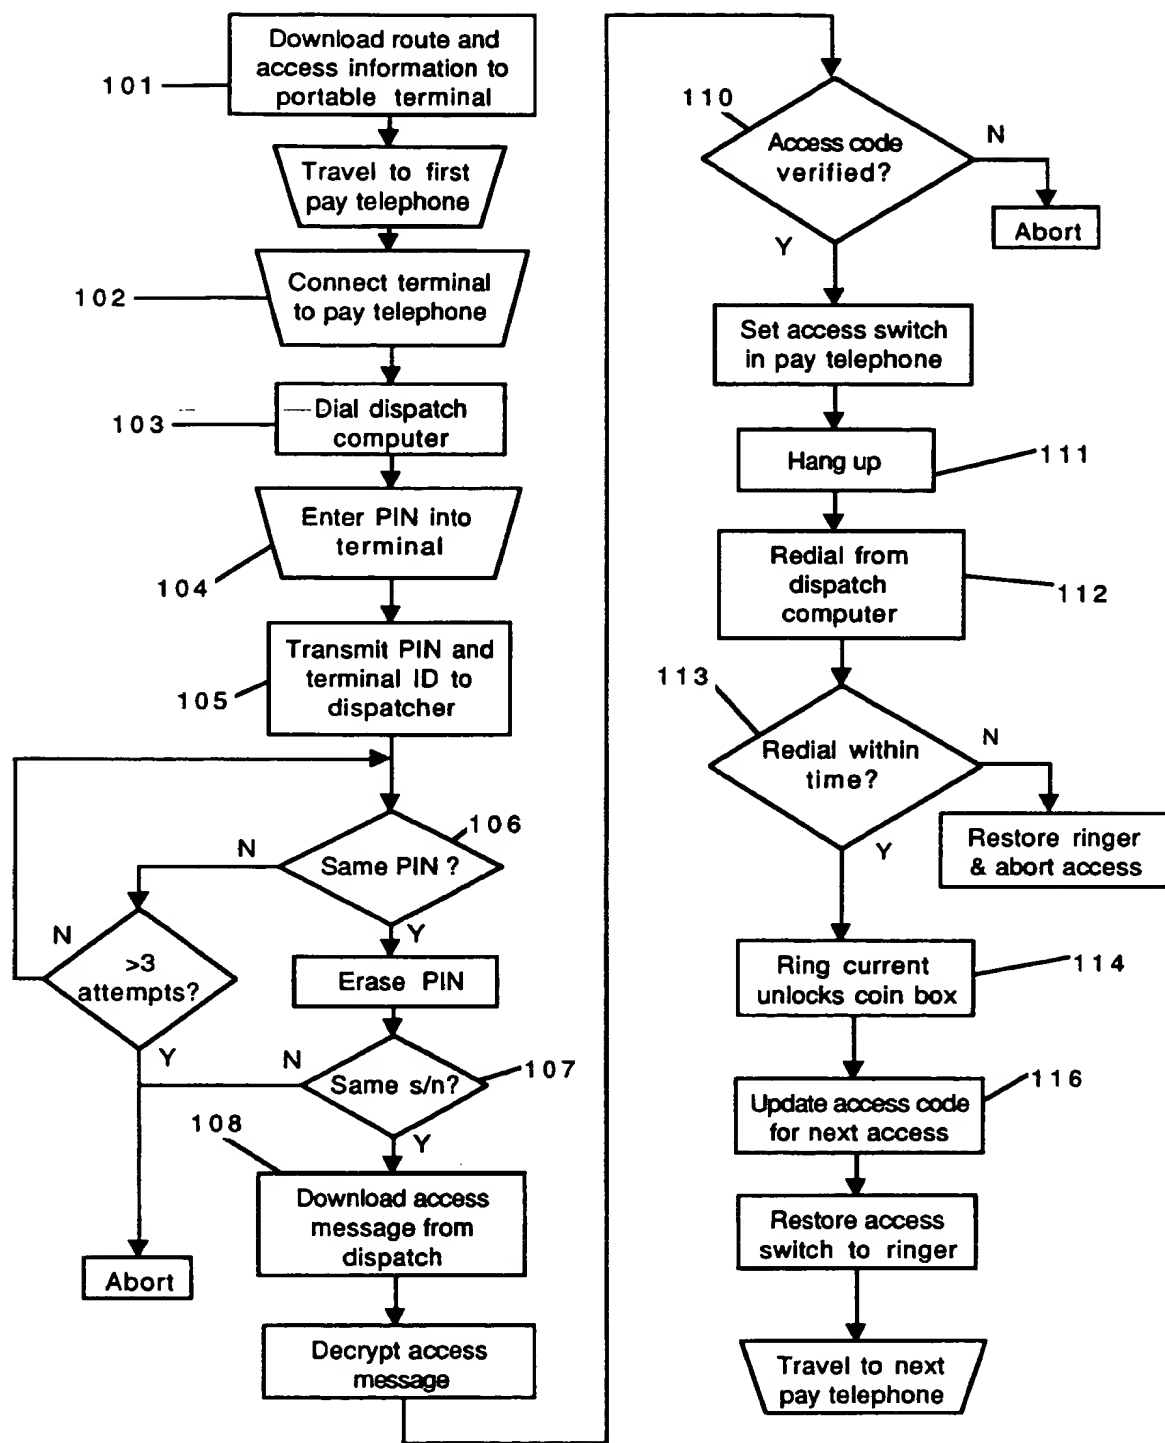 Download route and
access information to
portable terminal
101
Travel to first
pay telephone
Connect terminal
to pay telephone
102
Dial dispatch
computer
103
Enter PIN into
terminal
104
Transmit PIN and
terminal ID to
dispatcher
105
106
Same PIN ?
N
Y
N
>3
attempts?
Y
Erase PIN
N
Same s/n?
107
Y
108
Download access
message from
dispatch
Abort
Decrypt access
message
110
Access code
verified?
N
Abort
Y
Set access switch
in pay telephone
Hang up
111
Redial from
dispatch
computer
112
113
Redial within
time?
N
Restore ringer
& abort access
Y
Ring current
unlocks coin box
114
116
Update access code
for next access
Restore access
switch to ringer
Travel to next
pay telephone